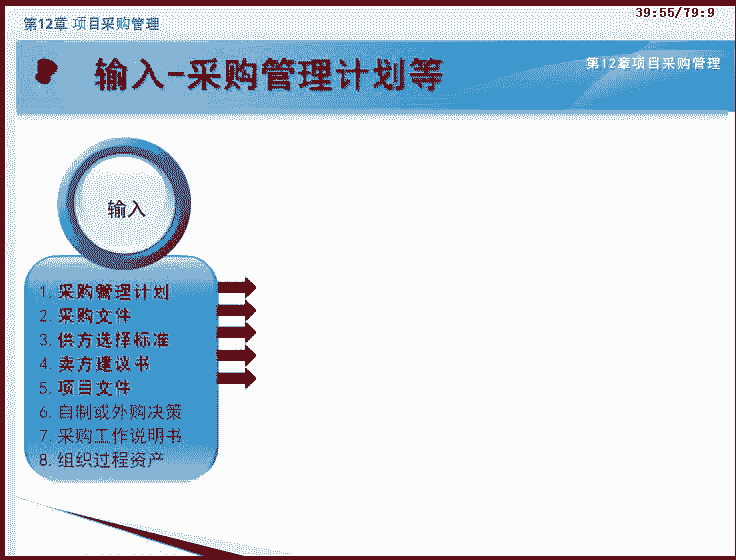 39:55/79:9
第12章 项目采购管理
输入-采购管理计划等
第12章项目采购管理
输入
1. 采购管理计划
2. 采购文件
3. 供方选择标准
4. 卖方建议书
5. 项目文件
6. 自制或外购决策
7. 采购工作说明书
8. 组织过程资产